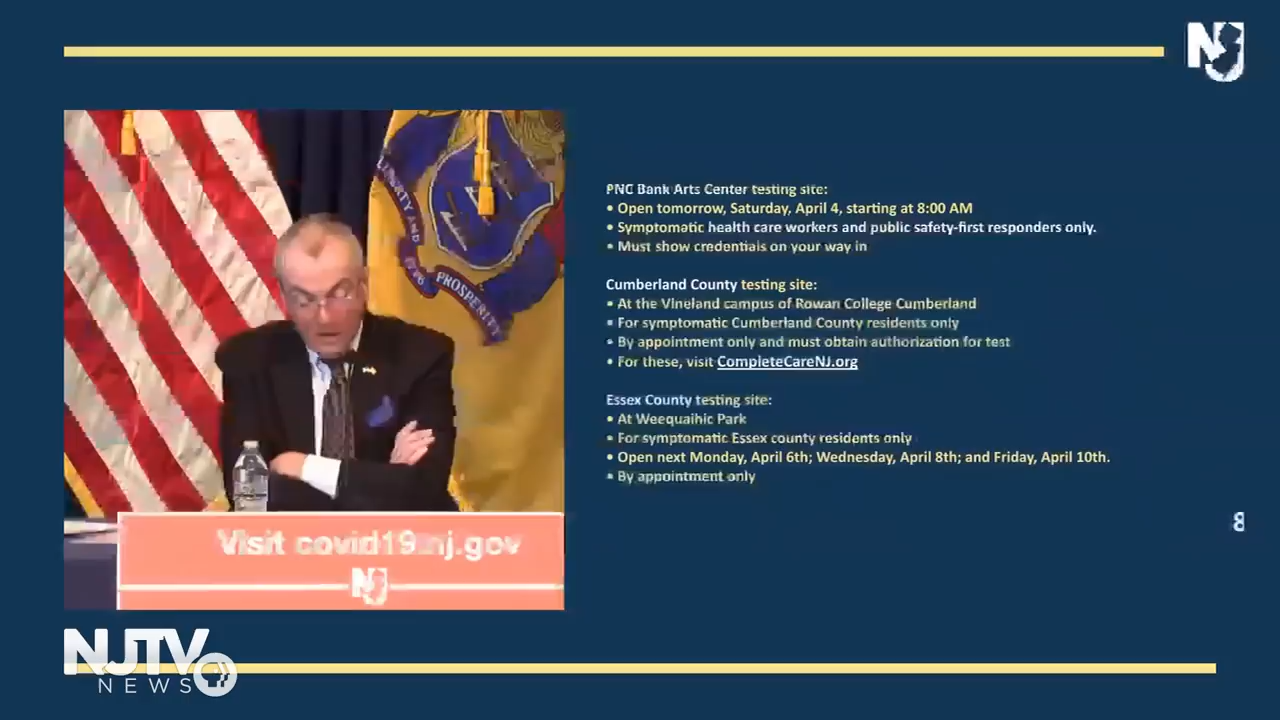 NJ
PNC Bank Arts Center testing site:
• Open tomorrow, Saturday, April 4, starting at 8:00 AM
• Symptomatic health care workers and public safety-first responders only.
• Must show credentials on your way in
Cumberland County testing site:
• At the Vineland campus of Rowan College Cumberland
• For symptomatic Cumberland County residents only
• By appointment only and must obtain authorization for test
• For these, visit CompleteCareNJ.org
Essex County testing site:
• At Weequaihic Park
• For symptomatic Essex county residents only
• Open next Monday, April 6th; Wednesday, April 8th; and Friday, April 10th.
• By appointment only
LIBERTY AND
PROSPERITY
8
Visit covid19.nj.gov
NJ
NJTV
NEWS